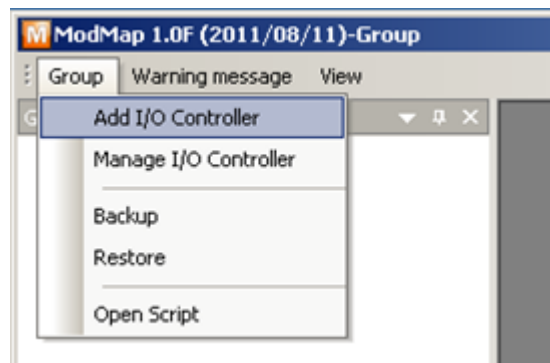 ModMap 1.0F (2011/08/11)-Group
Group Warning message View
G
Add I/O Controller
Manage I/O Controller
Backup
Restore
Open Script